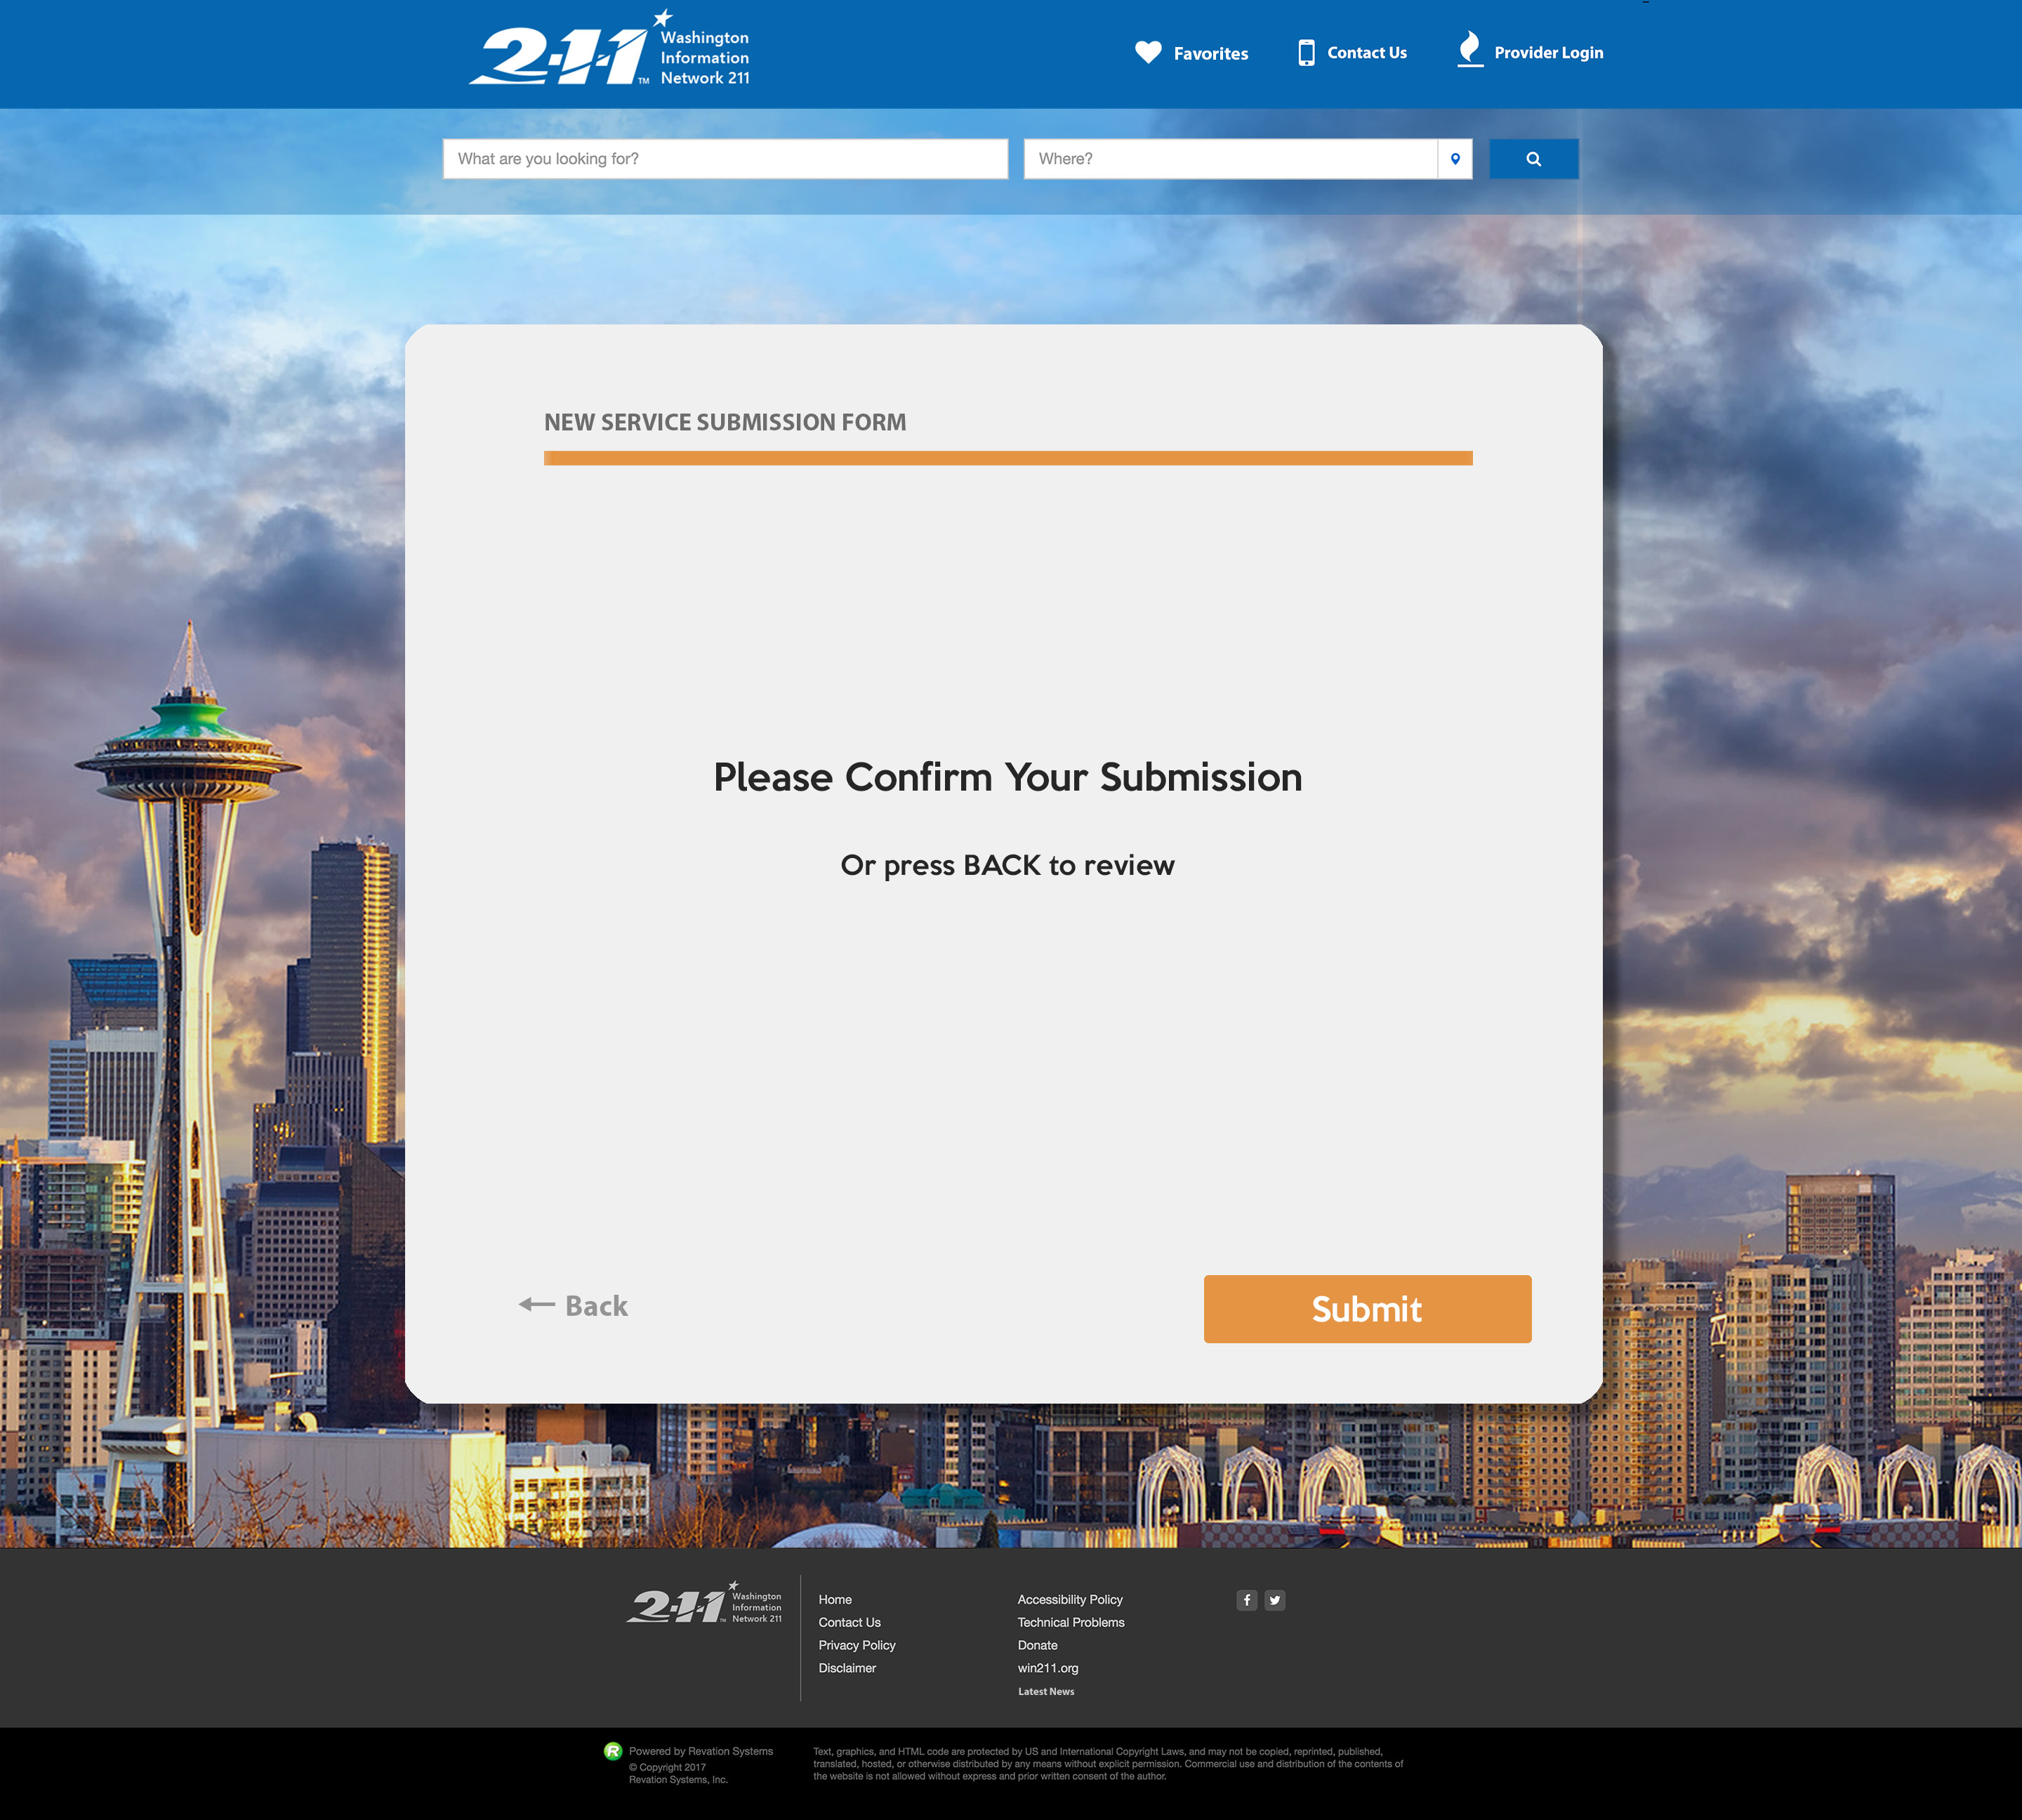 2-1-1 TM
Washington
Information
Network 211
Favorites
Contact Us
Provider Login
What are you looking for?
Where?
NEW SERVICE SUBMISSION FORM
Please Confirm Your Submission
Or press BACK to review
Back
Submit
2-1-1 TM
Washington
Information
Network 211
Home
Contact Us
Privacy Policy
Disclaimer
Accessibility Policy
Technical Problems
Donate
win211.org
Latest News
f
R
Powered by Revation Systems
© Copyright 2017
Revation Systems, Inc.
Text, graphics, and HTML code are protected by US and International Copyright Laws, and may not be copied, reprinted, published,
translated, hosted, or otherwise distributed by any means without explicit permission. Commercial use and distribution of the contents of
the website is not allowed without express and prior written consent of the author.